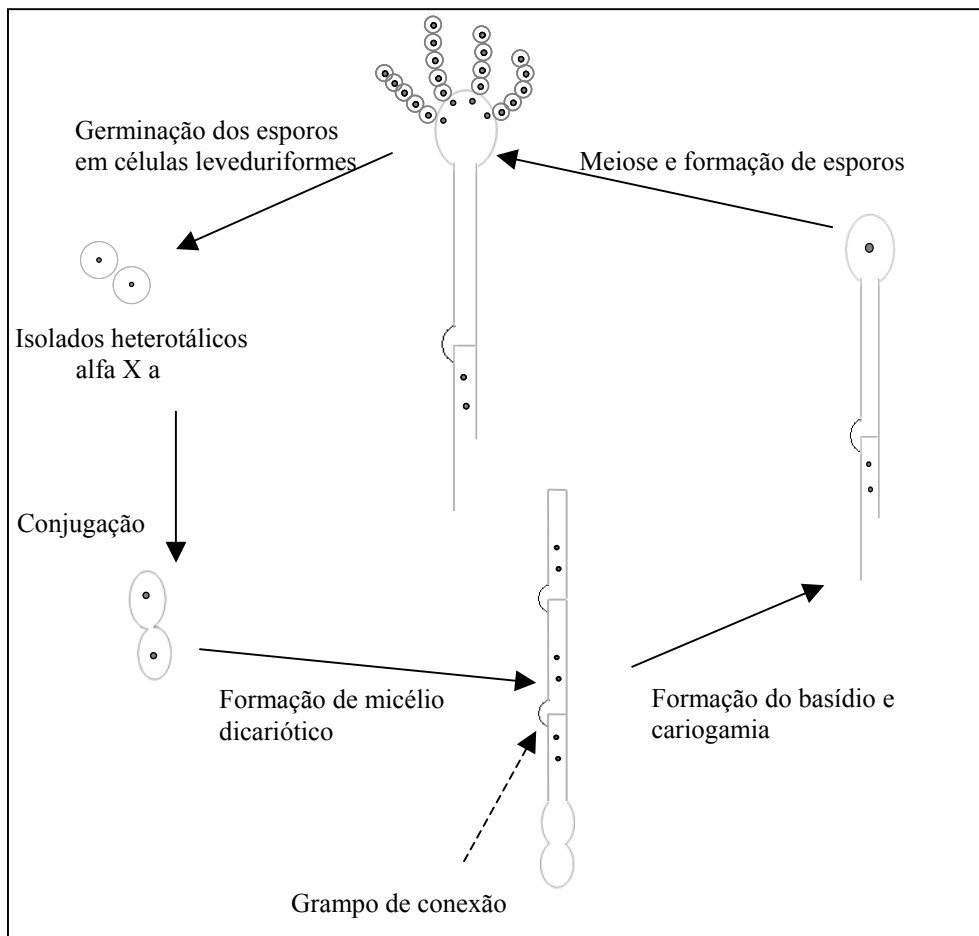 Germinação dos esporos
em células leveduriformes
Meiose e formação de esporos
Isolados heterotálicos
alfa X a
Conjugação
Formação de micélio
dicariótico
Formação do basídio e
cariogamia
Grampo de conexão